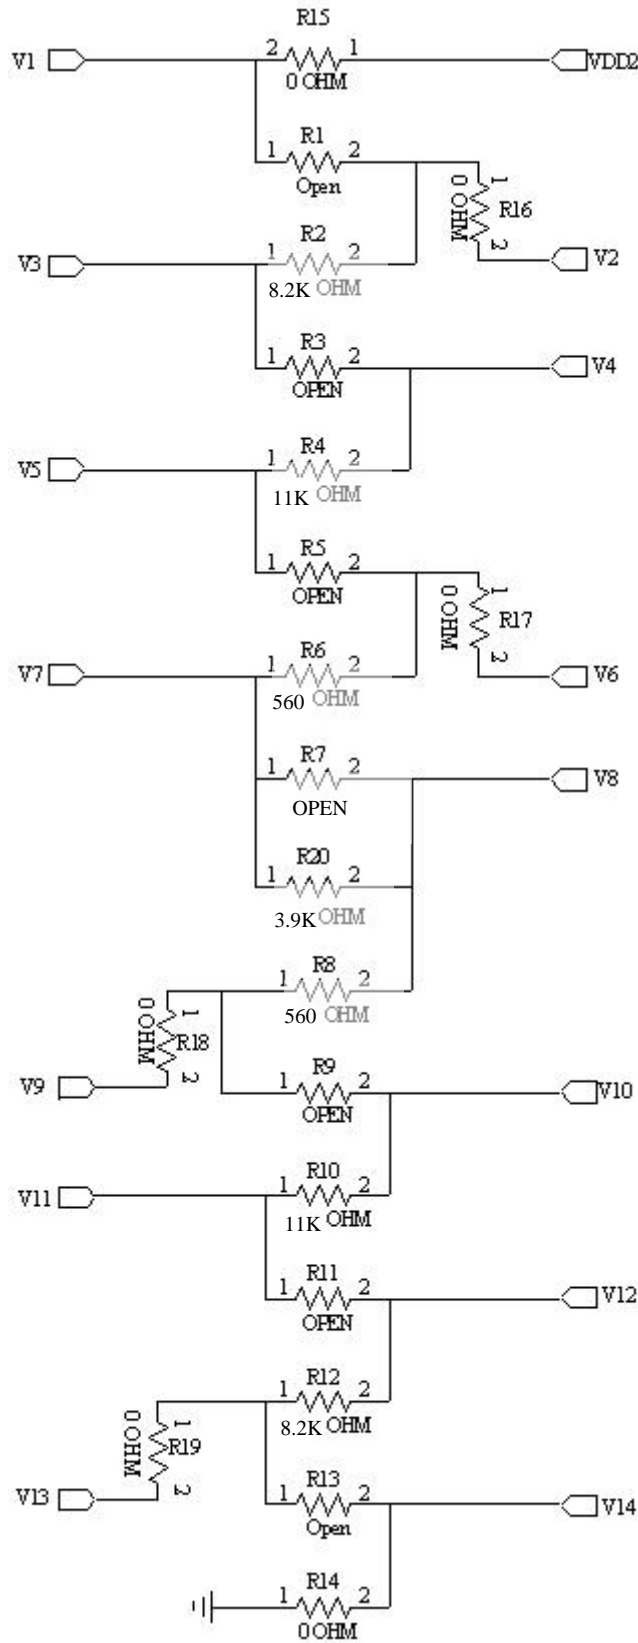 R15
V1 2 1 VDD2
0 OHM
R1
1 2
Open
1
0 OHM R16
2
R2
V3 1 2 V2
8.2K OHM
R3
1 2 V4
OPEN
R4
V5 1 2
11K OHM
R5
1 2
OPEN
1
0 OHM R17
2
R6
V7 1 2 V6
560 OHM
R7
1 2 V8
OPEN
R20
1 2
3.9K OHM
R8
1 2
560 OHM
1
0 OHM R18
2
V9
R9
1 2 V10
OPEN
R10
V11 1 2
11K OHM
R11
1 2 V12
OPEN
R12
1 2
8.2K OHM
1
0 OHM R19
2
V13
R13
1 2 V14
Open
R14
1 2
0 OHM